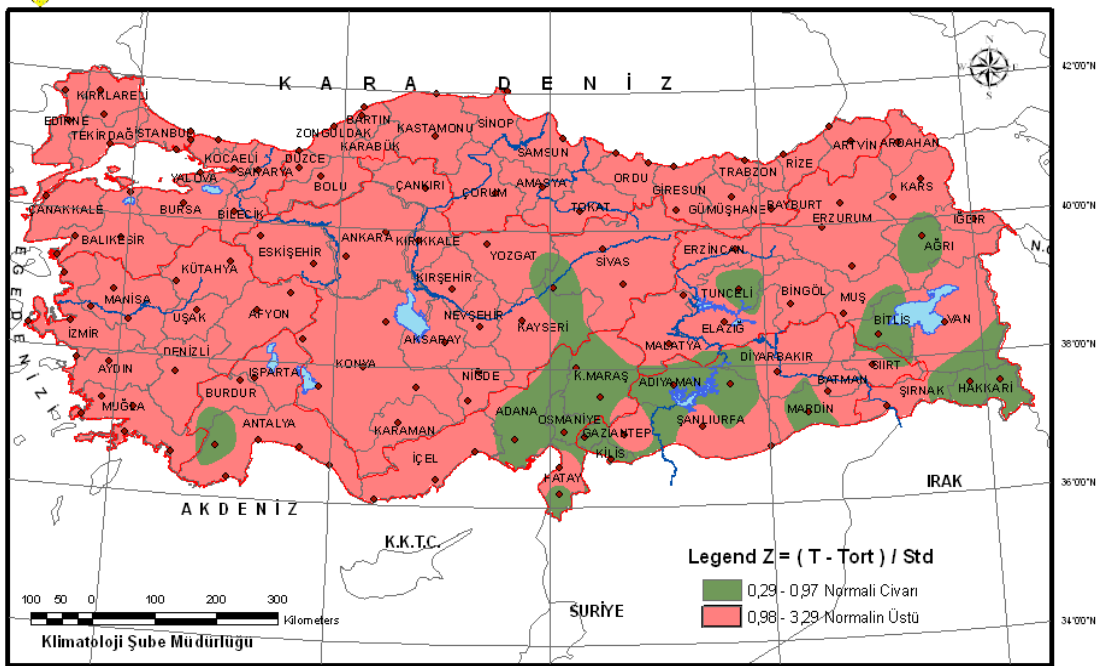 KARA DENİZ
42°00"N
KIRKLARELİ
EDİRNE
TEKİRDAĞ
İSTANBUL
KOCAELİ
YALOVA
SAKARYA
DÜZCE
ZONGULDAK
BARTIN
KARABÜK
KASTAMONU
SİNOP
SAMSUN
BOLU
ÇANKIRI
ÇORUM
AMASYA
TOKAT
ORDU
GİRESUN
TRABZON
RİZE
ARTVİN
ARDAHAN
KARS
GÜMÜŞHANE
BAYBURT
ERZURUM
IĞDIR
40°00"N
ÇANAKKALE
BURSA
BİLECİK
BALIKESİR
ESKİŞEHİR
ANKARA
KIRIKKALE
YOZGAT
SİVAS
ERZİNCAN
AĞRI
N.C
KÜTAHYA
KIRŞEHİR
TUNCELİ
BİNGÖL
MUŞ
MANİSA
UŞAK
AFYON
NEVŞEHİR
KAYSERİ
ELAZIĞ
BİTLİS
VAN
EGE DENİZİ
İZMİR
DENİZLİ
KONYA
AKSARAY
MALATYA
DİYARBAKIR
38°00"N
AYDIN
ISPARTA
BURDUR
NİĞDE
K.MARAŞ
ADIYAMAN
BATMAN
SİİRT
ŞIRNAK
HAKKARİ
MUĞLA
ANTALYA
KARAMAN
ADANA
OSMANİYE
GAZİANTEP
ŞANLIURFA
MARDİN
İÇEL
KİLİS
HATAY
IRAK
36°00"N
AKDENİZ
K.K.T.C.
SURİYE
Legend Z = ( T - Tort ) / Std
0,29 - 0,97 Normali Civarı
0,98 - 3,29 Normalin Üstü
100 50 0 100 200 300
Kilometers
Klimatoloji Şube Müdürlüğü
34°00"N